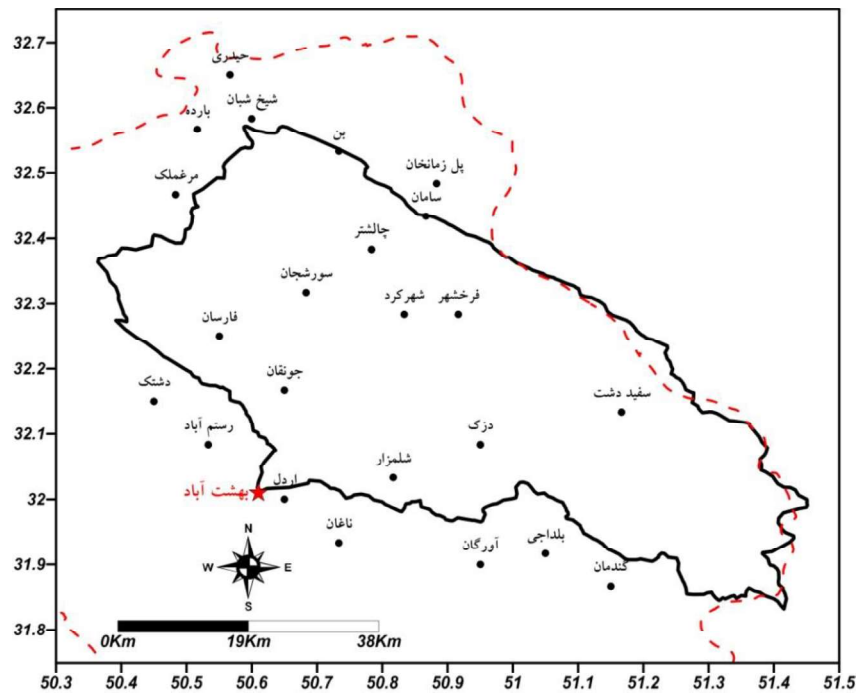 32.7
حیدری
شیخ شبان
32.6
بارده
بن
32.5
پل زمانخان
مرغملک
سامان
32.4
چالشتر
سورشجان
32.3
شهرکرد
فرخشهر
فارسان
32.2
جونقان
دشتک
سفید دشت
32.1
رستم آباد
دزک
شلمزار
32
اردل
بهشت آباد
ناغان
بلداجی
31.9
آورگان
گندمان
N
W
E
S
31.8
0Km
19Km
38Km
50.3 50.4 50.5 50.6 50.7 50.8 50.9 51 51.1 51.2 51.3 51.4 51.5